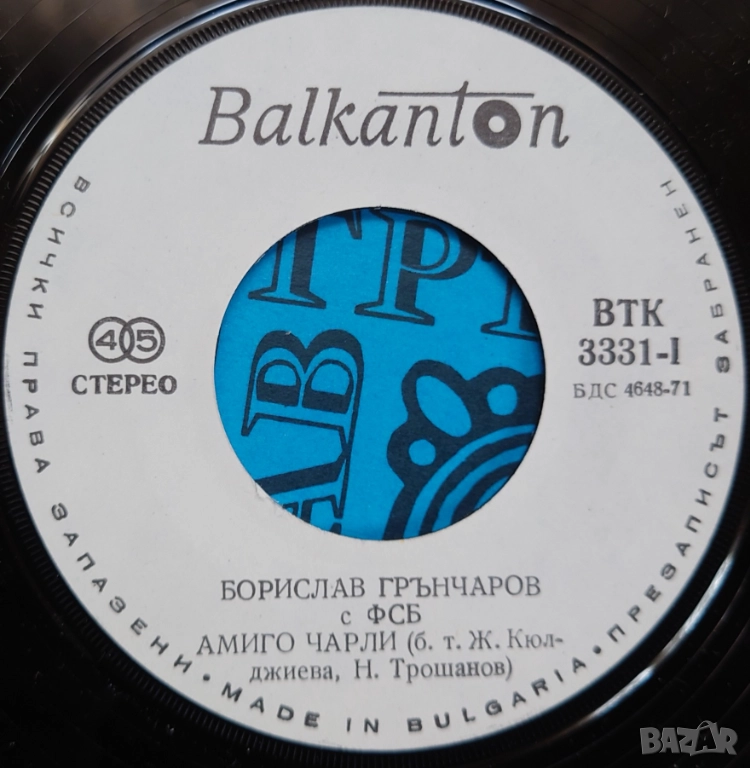 Balkanton
45
СТЕРЕО
ВТК
3331-I
БДС 4648-71
БОРИСЛАВ ГРЪНЧАРОВ
с ФСБ
АМИГО ЧАРЛИ (б. т. Ж. Кюл-
джиева, Н. Трошанов)
ВСИЧКИ ПРАВА ЗАПАЗЕНИ • MADE IN BULGARIA • ПРЕЗАПИСЪТ ЗАБРАНЕН
BAZAR